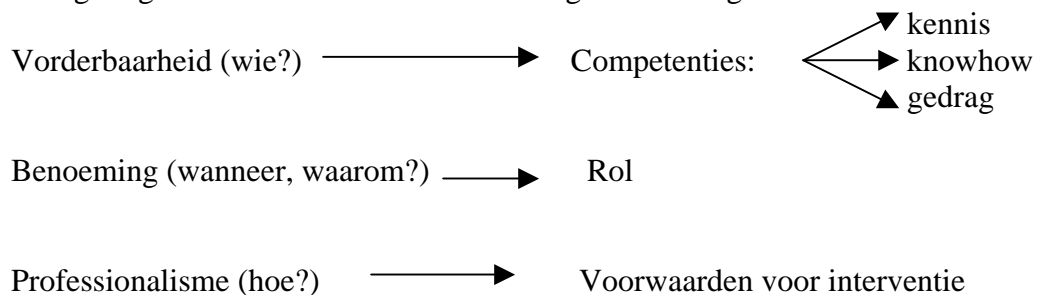 kennis
Vorderbaarheid (wie?) Competenties: knowhow
gedrag
Benoeming (wanneer, waarom?) Rol
Professionalisme (hoe?) Voorwaarden voor interventie